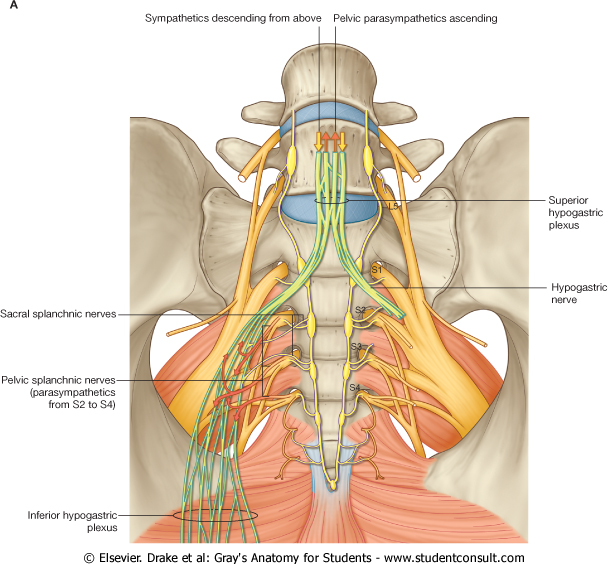 A
Sympathetics descending from above
Pelvic parasympathetics ascending
L5
Superior
hypogastric
plexus
S1
Hypogastric
nerve
S2
Sacral splanchnic nerves
S3
Pelvic splanchnic nerves
(parasympathetics
from S2 to S4)
S4
Inferior hypogastric
plexus
© Elsevier. Drake et al: Gray's Anatomy for Students - www.studentconsult.com